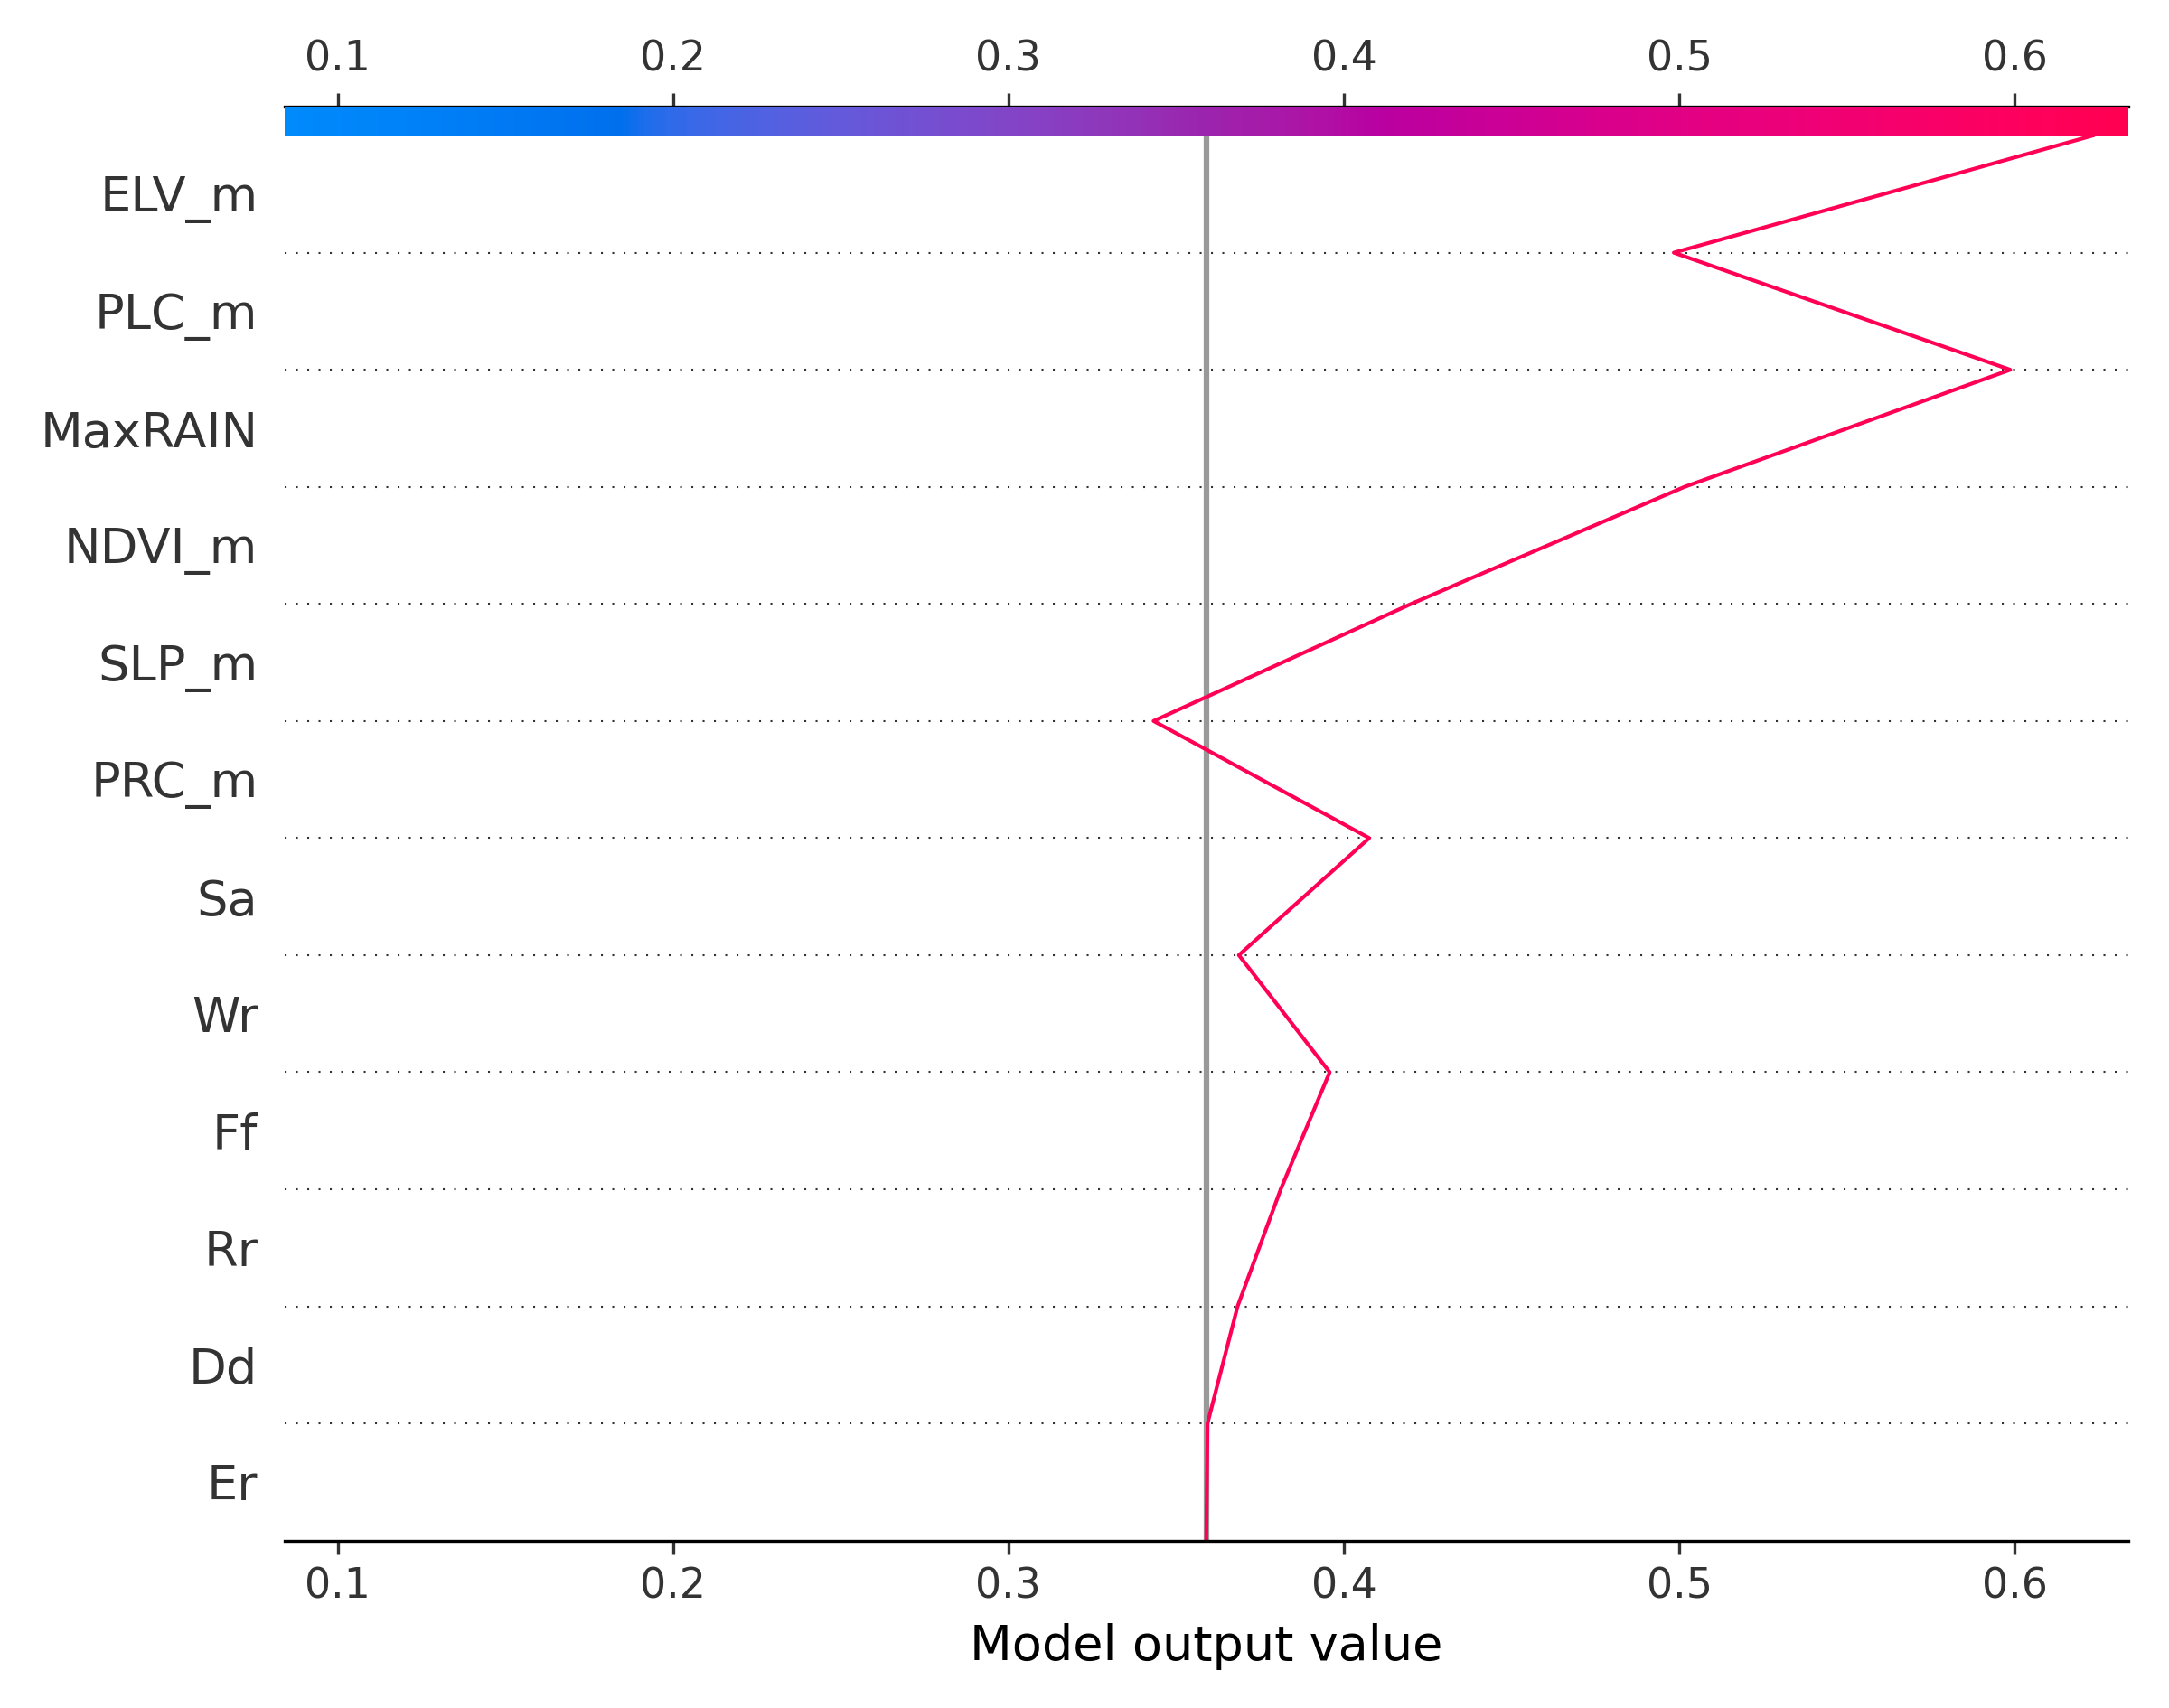 0.1 0.2 0.3 0.4 0.5 0.6
ELV_m
PLC_m
MaxRAIN
NDVI_m
SLP_m
PRC_m
Sa
Wr
Ff
Rr
Dd
Er
0.1 0.2 0.3 0.4 0.5 0.6
Model output value